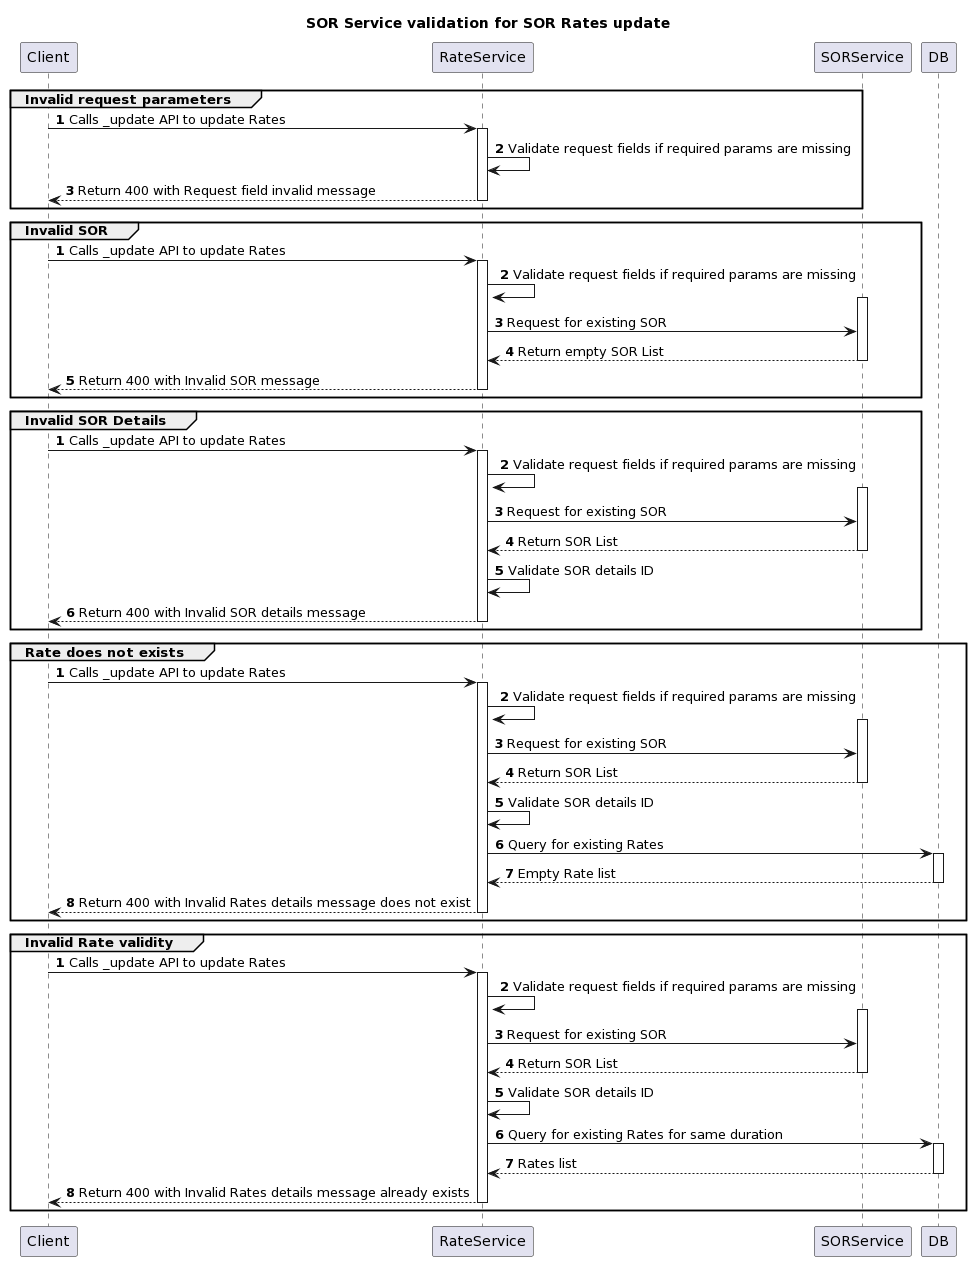 SOR Service validation for SOR Rates update
Client RateService SORService DB
Invalid request parameters
1 Calls _update API to update Rates
2 Validate request fields if required params are missing
3 Return 400 with Request field invalid message
Invalid SOR
1 Calls _update API to update Rates
2 Validate request fields if required params are missing
3 Request for existing SOR
4 Return empty SOR List
5 Return 400 with Invalid SOR message
Invalid SOR Details
1 Calls _update API to update Rates
2 Validate request fields if required params are missing
3 Request for existing SOR
4 Return SOR List
5 Validate SOR details ID
6 Return 400 with Invalid SOR details message
Rate does not exists
1 Calls _update API to update Rates
2 Validate request fields if required params are missing
3 Request for existing SOR
4 Return SOR List
5 Validate SOR details ID
6 Query for existing Rates
7 Empty Rate list
8 Return 400 with Invalid Rates details message does not exist
Invalid Rate validity
1 Calls _update API to update Rates
2 Validate request fields if required params are missing
3 Request for existing SOR
4 Return SOR List
5 Validate SOR details ID
6 Query for existing Rates for same duration
7 Rates list
8 Return 400 with Invalid Rates details message already exists
Client RateService SORService DB